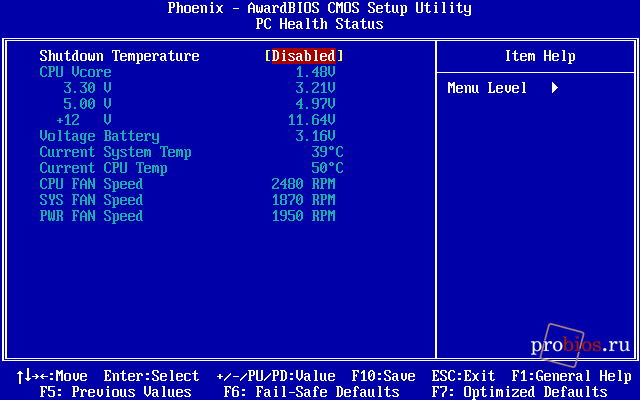 Phoenix - AwardBIOS CMOS Setup Utility
PC Health Status
Shutdown Temperature [Disabled]
CPU Vcore 1.48V
3.30 V 3.21V
5.00 V 4.97V
+12 V 11.64V
Voltage Battery 3.16V
Current System Temp 39°C
Current CPU Temp 50°C
CPU FAN Speed 2480 RPM
SYS FAN Speed 1870 RPM
PWR FAN Speed 1950 RPM
Item Help
Menu Level ►
probios.ru
↑↓→←:Move Enter:Select +/-/PU/PD:Value F10:Save ESC:Exit F1:General Help
F5: Previous Values F6: Fail-Safe Defaults F7: Optimized Defaults